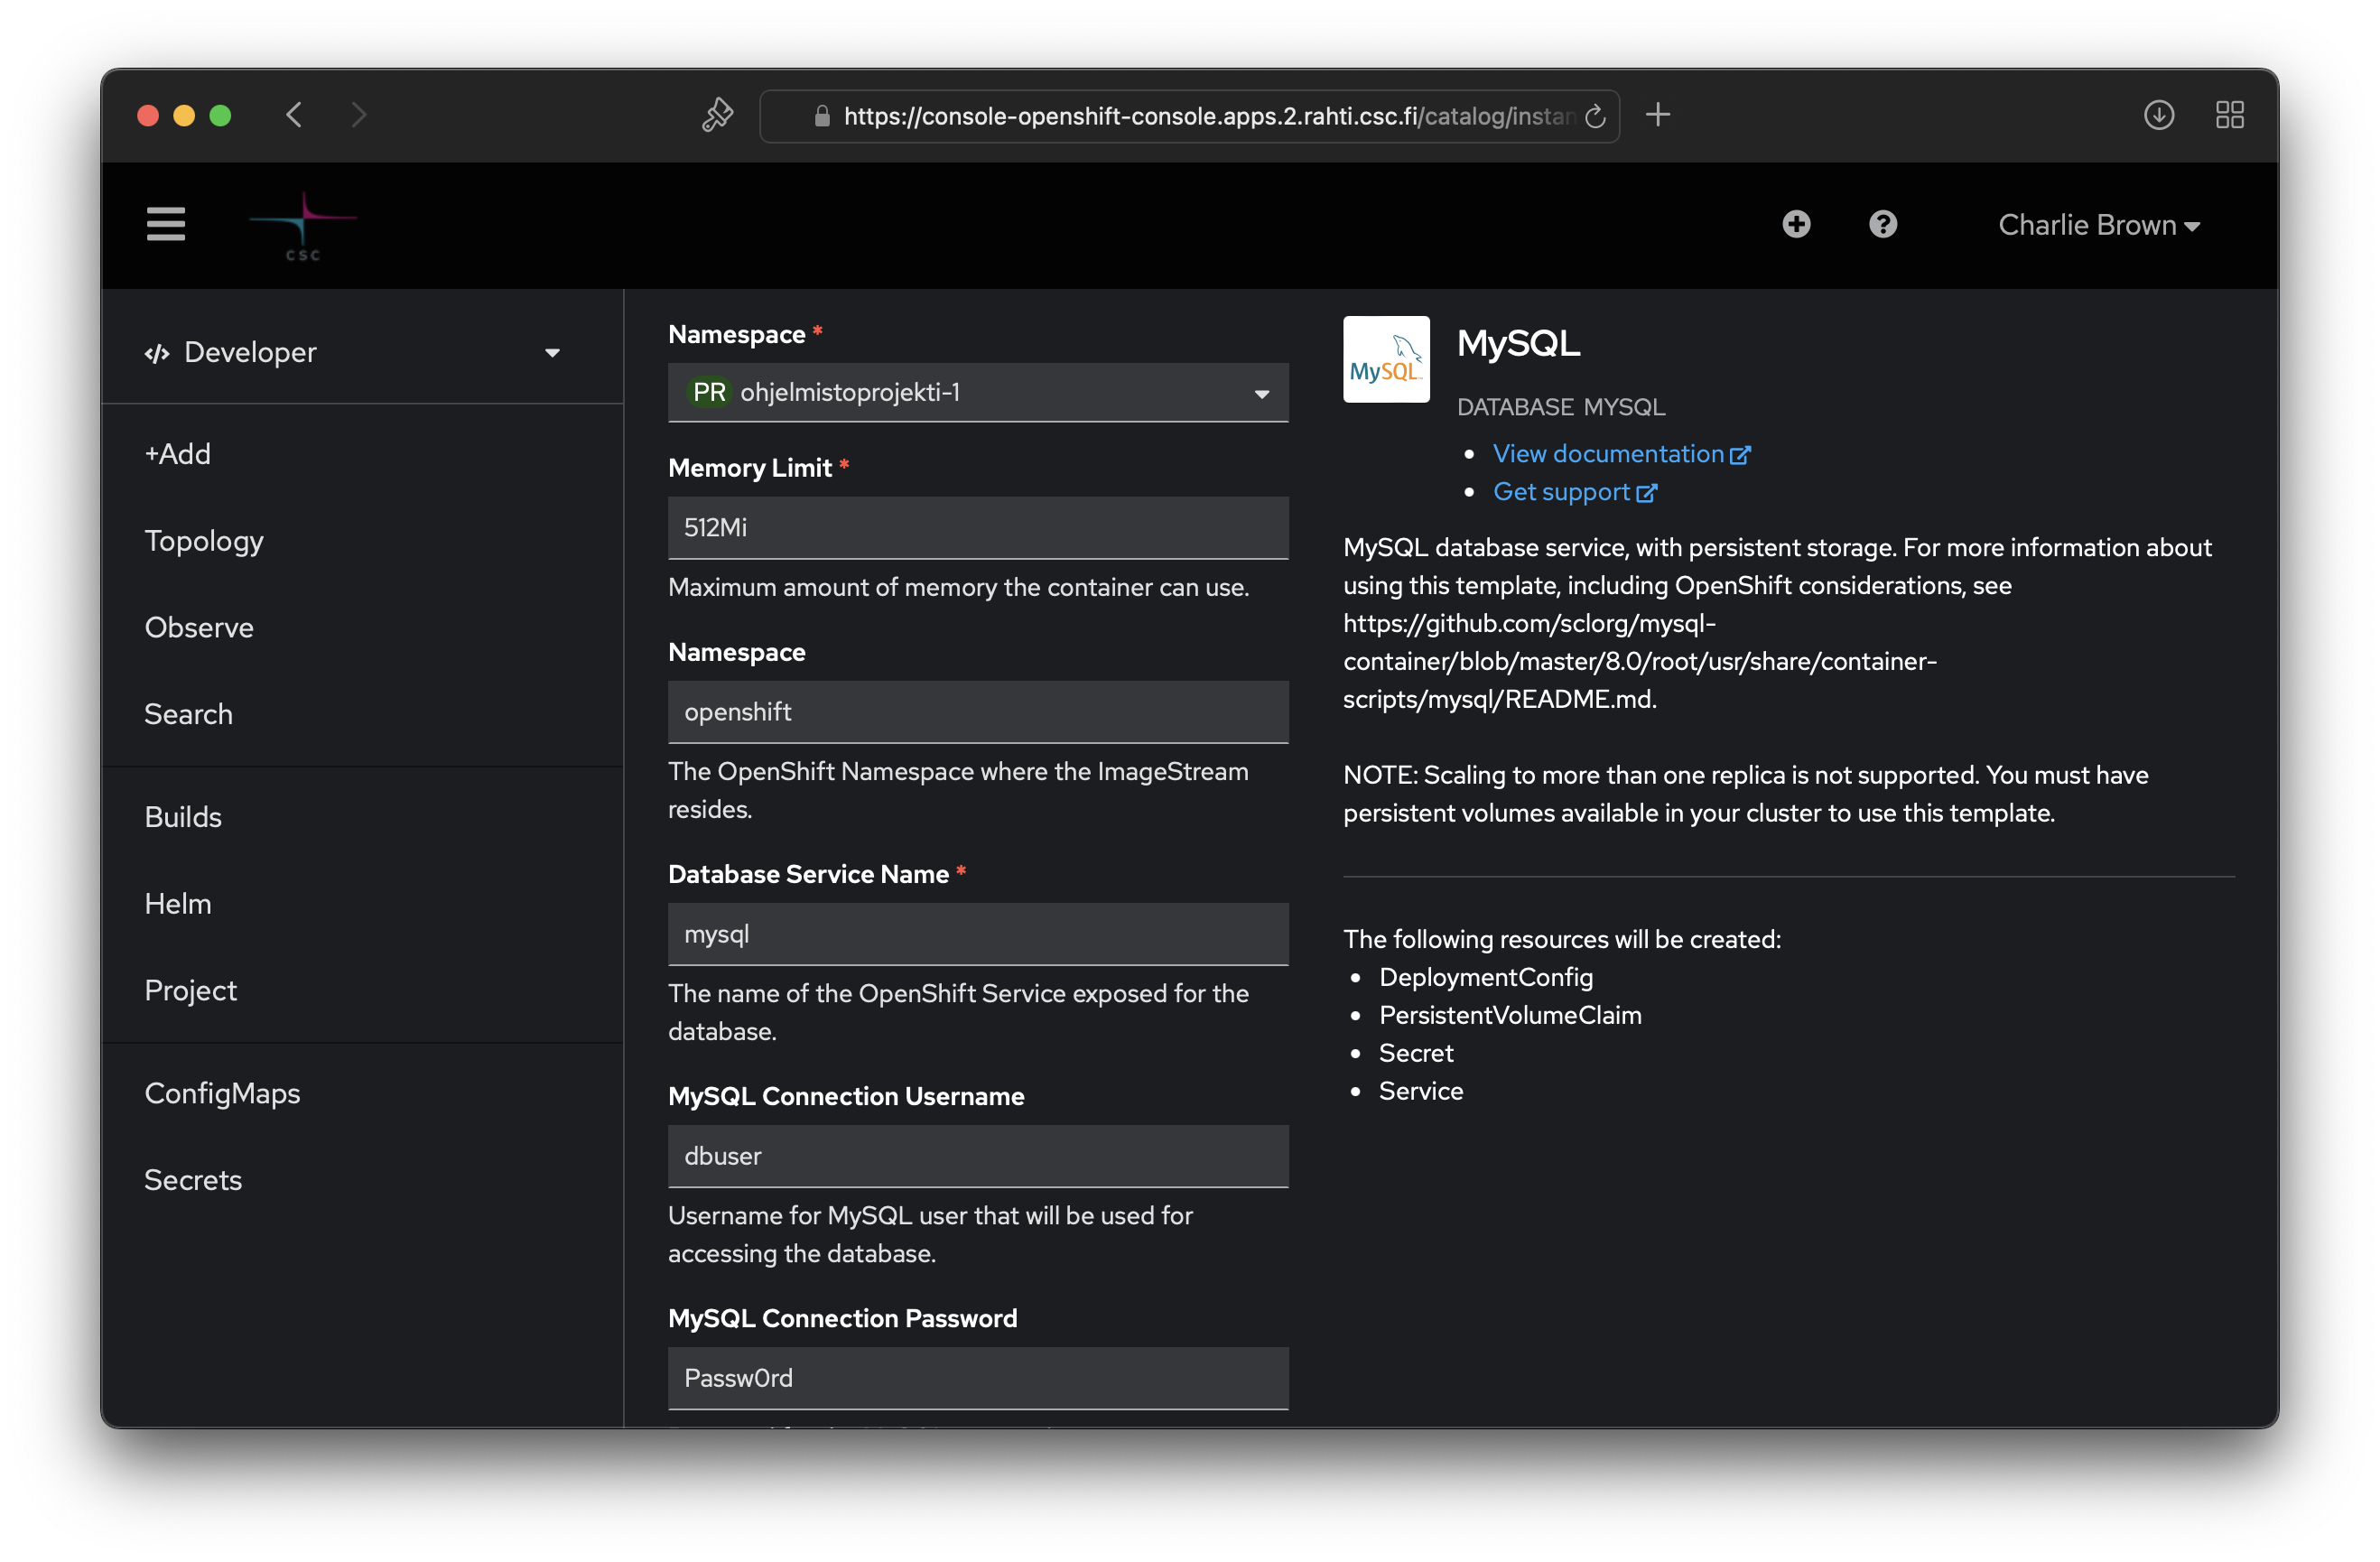 https://console-openshift-console.apps.2.rahti.csc.fi/catalog/instan
CSC
Charlie Brown
Developer
+Add
Topology
Observe
Search
Builds
Helm
Project
ConfigMaps
Secrets
Namespace *
PR ohjelmistoprojekti-1
Memory Limit *
512Mi
Maximum amount of memory the container can use.
Namespace
openshift
The OpenShift Namespace where the ImageStream
resides.
Database Service Name *
mysql
The name of the OpenShift Service exposed for the
database.
MySQL Connection Username
dbuser
Username for MySQL user that will be used for
accessing the database.
MySQL Connection Password
Passw0rd
MySQL
MySQL
DATABASE MYSQL
View documentation
Get support
MySQL database service, with persistent storage. For more information about
using this template, including OpenShift considerations, see
https://github.com/sclorg/mysql-
container/blob/master/8.0/root/usr/share/container-
scripts/mysql/README.md.
NOTE: Scaling to more than one replica is not supported. You must have
persistent volumes available in your cluster to use this template.
The following resources will be created:
DeploymentConfig
PersistentVolumeClaim
Secret
Service